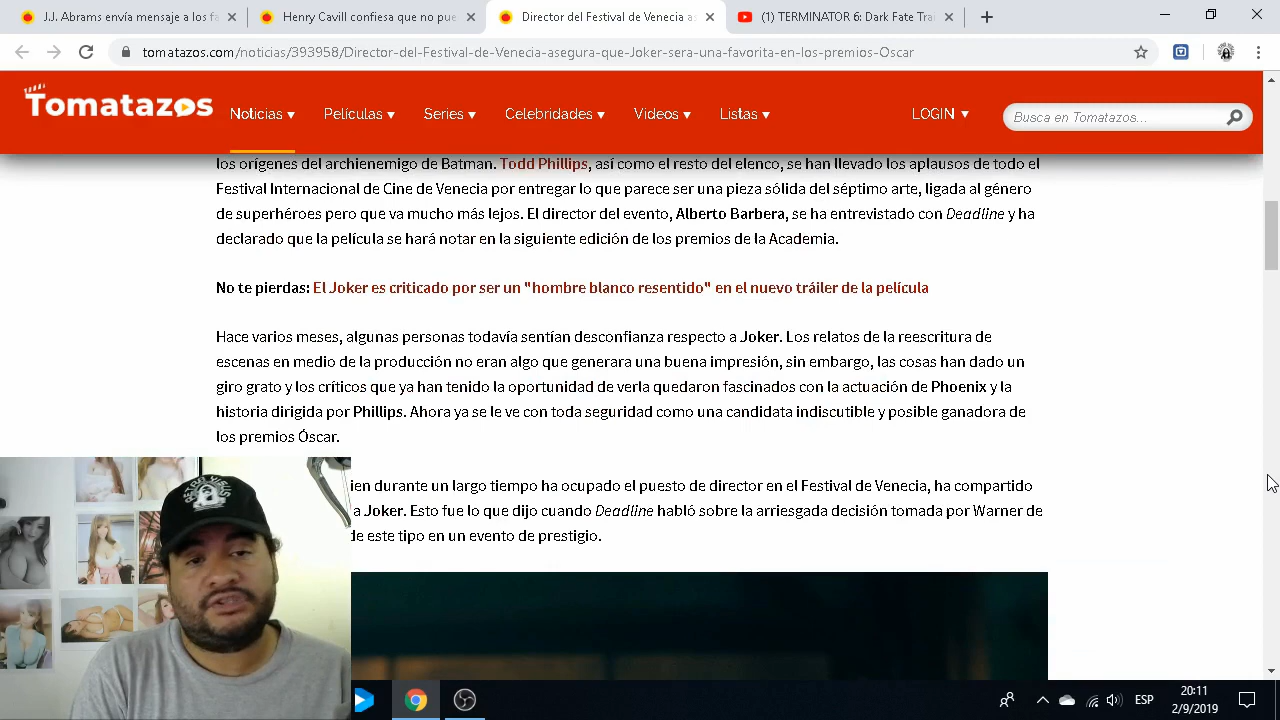 J.J. Abrams envía mensaje a los fa
Henry Cavill confiesa que no pue
Director del Festival de Venecia as
(1) TERMINATOR 6: Dark Fate Tra
tomatazos.com/noticias/393958/Director-del-Festival-de-Venecia-asegura-que-Joker-sera-una-favorita-en-los-premios-Oscar
Tomatazos
Noticias ▾
Películas ▾
Series ▾
Celebridades ▾
Videos ▾
Listas ▾
LOGIN ▾
Busca en Tomatazos...
los orígenes del archienemigo de Batman. Todd Phillips, así como el resto del elenco, se han llevado los aplausos de todo el
Festival Internacional de Cine de Venecia por entregar lo que parece ser una pieza sólida del séptimo arte, ligada al género
de superhéroes pero que va mucho más lejos. El director del evento, Alberto Barbera, se ha entrevistado con Deadline y ha
declarado que la película se hará notar en la siguiente edición de los premios de la Academia.
No te pierdas: El Joker es criticado por ser un "hombre blanco resentido" en el nuevo tráiler de la película
Hace varios meses, algunas personas todavía sentían desconfianza respecto a Joker. Los relatos de la reescritura de
escenas en medio de la producción no eran algo que generara una buena impresión, sin embargo, las cosas han dado un
giro grato y los críticos que ya han tenido la oportunidad de verla quedaron fascinados con la actuación de Phoenix y la
historia dirigida por Phillips. Ahora ya se le ve con toda seguridad como una candidata indiscutible y posible ganadora de
los premios Óscar.
ien durante un largo tiempo ha ocupado el puesto de director en el Festival de Venecia, ha compartido
a Joker. Esto fue lo que dijo cuando Deadline habló sobre la arriesgada decisión tomada por Warner de
de este tipo en un evento de prestigio.
ESP
20:11
2/9/2019